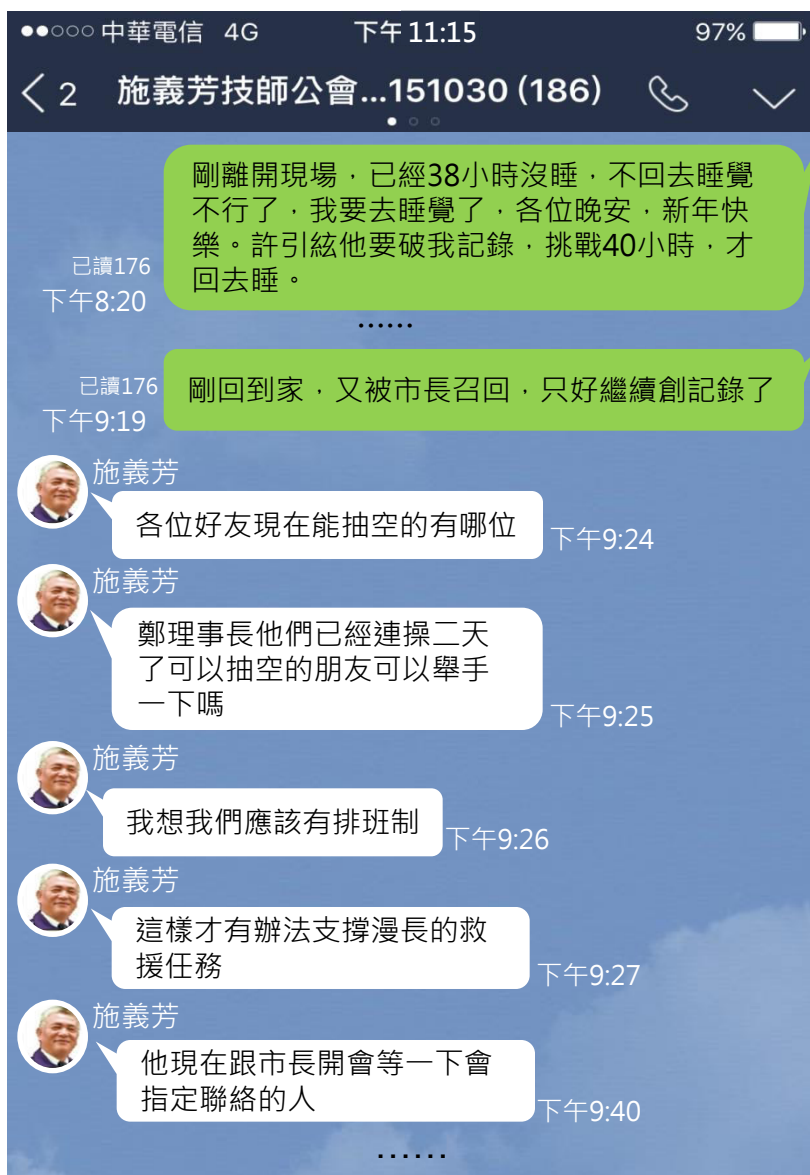 ●●○○○ 中華電信 4G 下午 11:15 97%
2 施義芳技師公會...151030 (186)
剛離開現場，已經38小時沒睡，不回去睡覺
不行了，我要去睡覺了，各位晚安，新年快
樂。許引絃他要破我記錄，挑戰40小時，才
回去睡。
已讀176
下午8:20
......
剛回到家，又被市長召回，只好繼續創記錄了
已讀176
下午9:19
施義芳
各位好友現在能抽空的有哪位
下午9:24
施義芳
鄭理事長他們已經連操二天
了可以抽空的朋友可以舉手
一下嗎
下午9:25
施義芳
我想我們應該有排班制
下午9:26
施義芳
這樣才有辦法支撐漫長的救
援任務
下午9:27
施義芳
他現在跟市長開會等一下會
指定聯絡的人
下午9:40
......